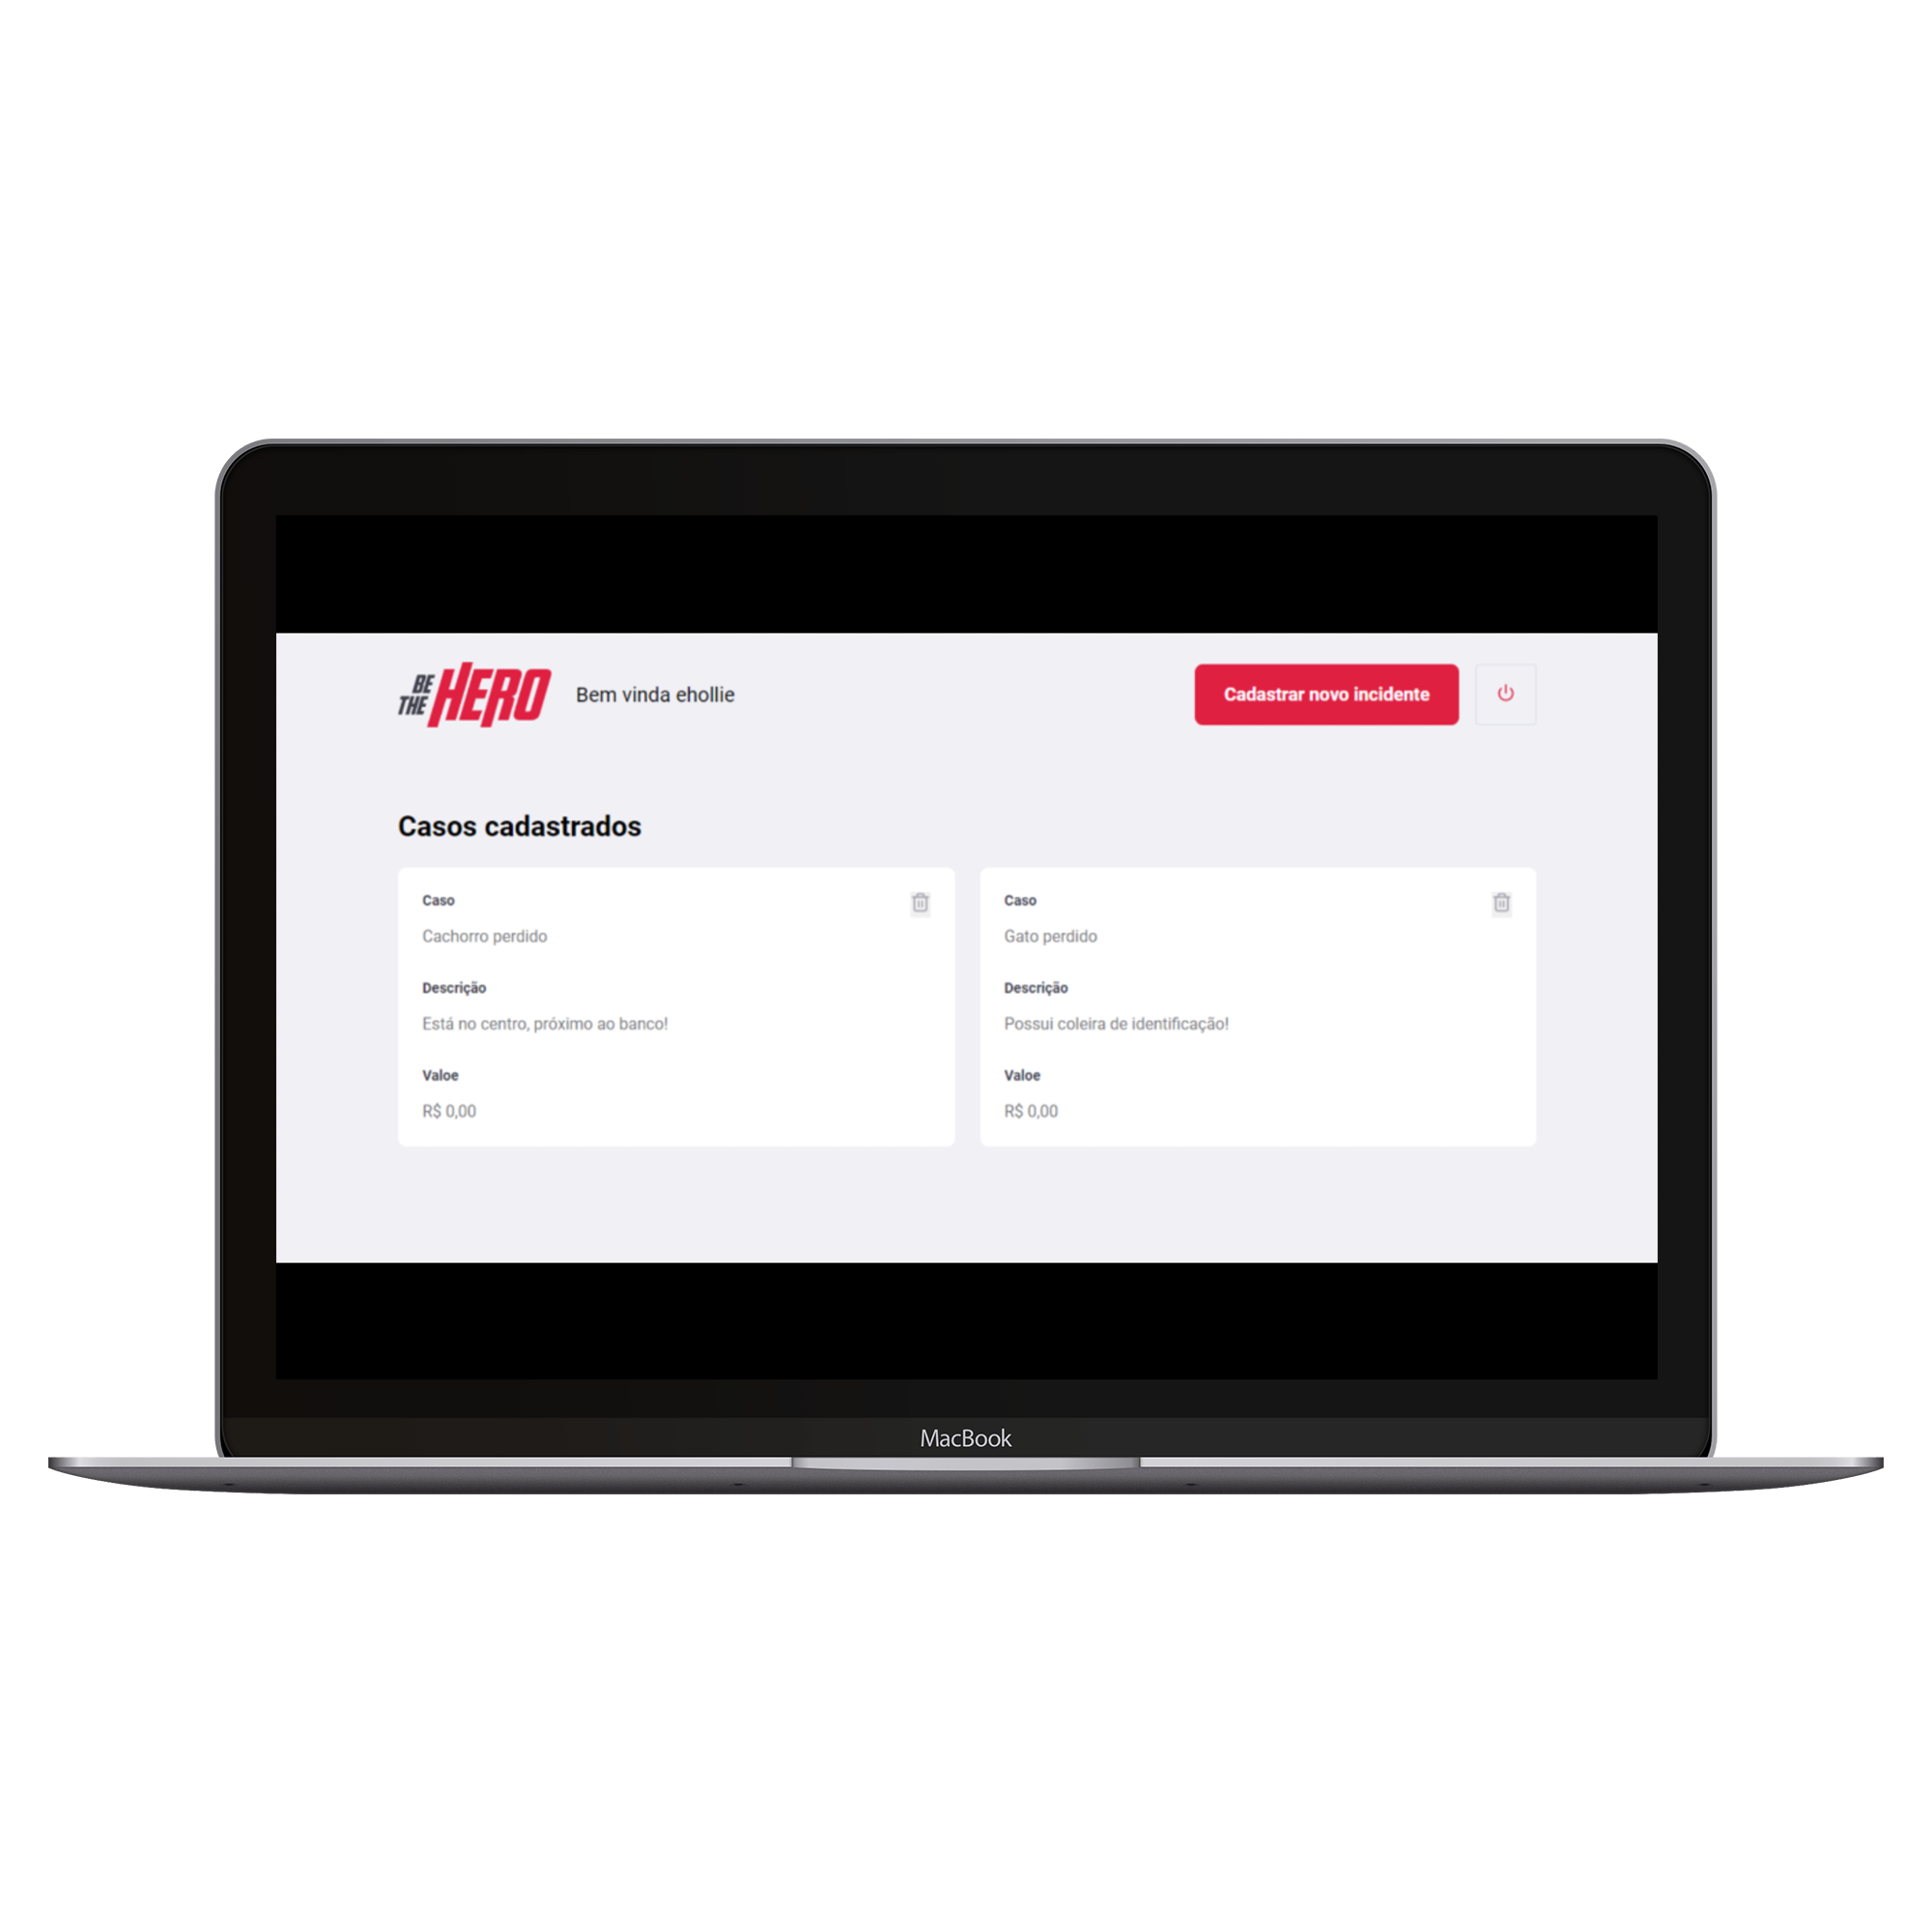 BE
THE HERO
Bem vinda ehollie
Cadastrar novo incidente
Casos cadastrados
Caso
Cachorro perdido
Descrição
Está no centro, próximo ao banco!
Valoe
R$ 0,00
Caso
Gato perdido
Descrição
Possui coleira de identificação!
Valoe
R$ 0,00
MacBook